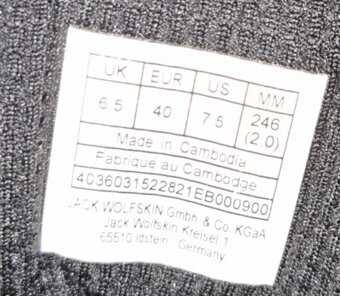 UK EUR US MM
6.5 40 7.5 246
(2.0)
Made in Cambodia
Fabriqué au Cambodge
4036031522821EB000900
JACK WOLFSKIN GmbH & Co. KGaA
Jack Wolfskin Kreisel 1
65510 Idstein / Germany